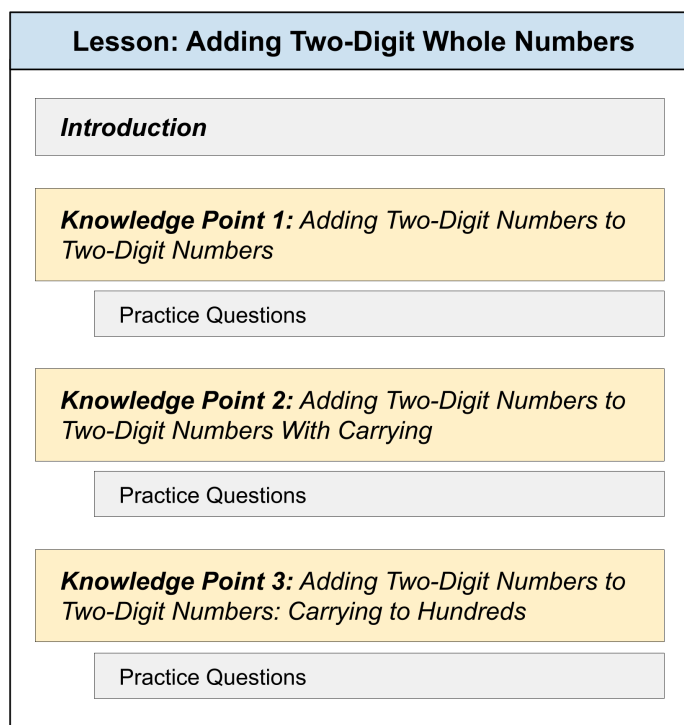 Lesson: Adding Two-Digit Whole Numbers
Introduction
Knowledge Point 1: Adding Two-Digit Numbers to
Two-Digit Numbers
Practice Questions
Knowledge Point 2: Adding Two-Digit Numbers to
Two-Digit Numbers With Carrying
Practice Questions
Knowledge Point 3: Adding Two-Digit Numbers to
Two-Digit Numbers: Carrying to Hundreds
Practice Questions